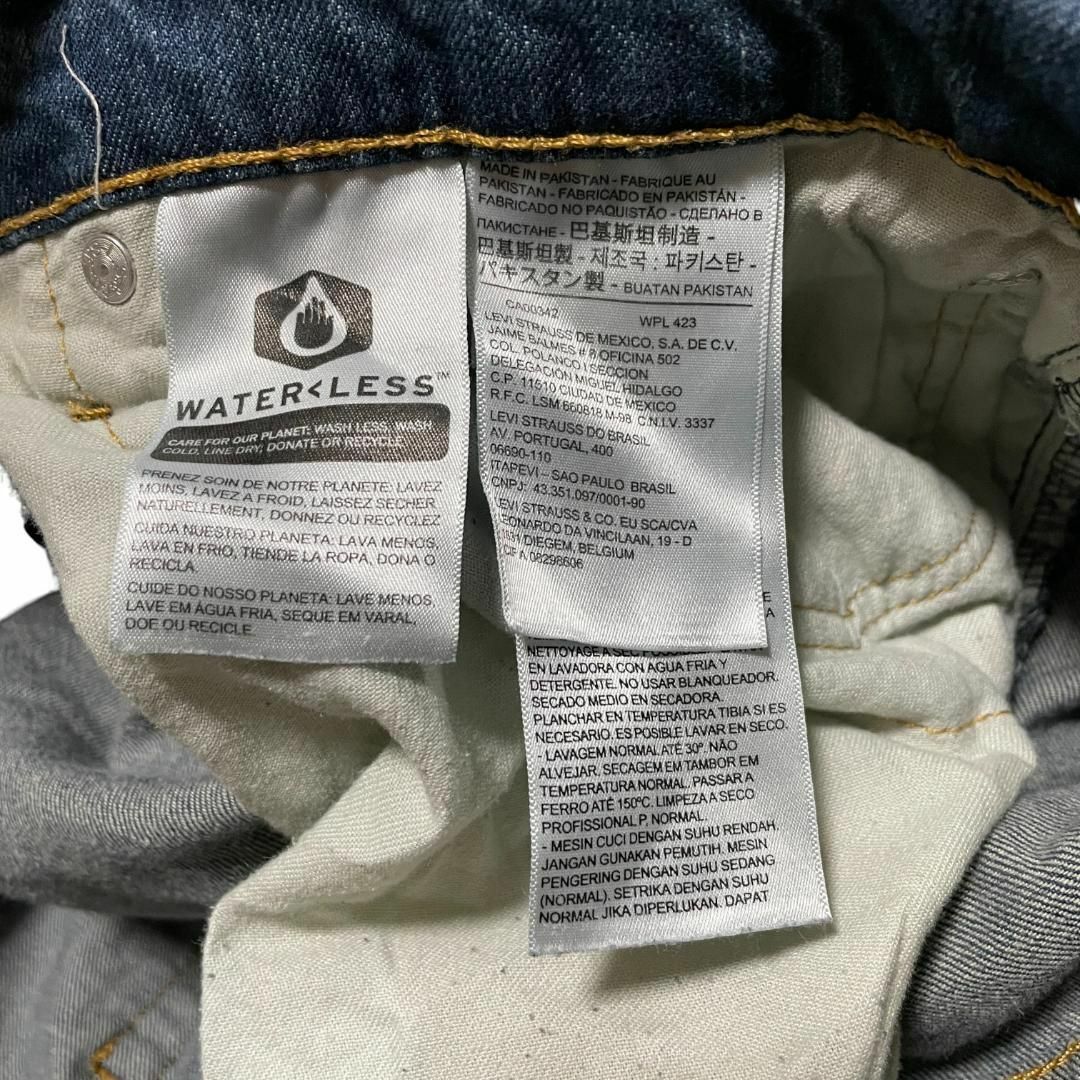 WATER<LESS™
CARE FOR OUR PLANET: WASH LESS, WASH
COLD, LINE DRY, DONATE OR RECYCLE.
PRENEZ SOIN DE NOTRE PLANETE: LAVEZ
MOINS, LAVEZ A FROID, LAISSEZ SECHER
NATURELLEMENT, DONNEZ OU RECYCLEZ
CUIDA NUESTRO PLANETA: LAVA MENOS,
LAVA EN FRIO, TIENDE LA ROPA, DONA O
RECICLA.
CUIDE DO NOSSO PLANETA: LAVE MENOS,
LAVE EM ÁGUA FRIA, SEQUE EM VARAL,
DOE OU RECICLE.
MADE IN PAKISTAN - FABRIQUE AU
PAKISTAN - FABRICADO EN PAKISTÁN -
FABRICADO NO PAQUISTÃO - СДЕЛАНО В
ПАКИСТАНЕ - 巴基斯坦制造 -
巴基斯坦製 - 제조국 : 파키스탄 -
パキスタン製 - BUATAN PAKISTAN
CA00342 WPL 423
LEVI STRAUSS DE MEXICO, S.A. DE C.V.
JAIME BALMES # 8 OFICINA 502
COL. POLANCO I SECCION
DELEGACION MIGUEL HIDALGO
C.P. 11510 CIUDAD DE MEXICO
R.F.C. LSM 660818 M-98 C.N.I.V. 3337
LEVI STRAUSS DO BRASIL
AV. PORTUGAL, 400
06690-110
ITAPEVI – SAO PAULO BRASIL
CNPJ: 43.351.097/0001-90
LEVI STRAUSS & CO. EU SCA/CVA
LEONARDO DA VINCILAAN, 19 - D
1831 DIEGEM, BELGIUM
CIF A 08298606
NETTOYAGE A SEC
EN LAVADORA CON AGUA FRIA Y
DETERGENTE. NO USAR BLANQUEADOR.
SECADO MEDIO EN SECADORA.
PLANCHAR EN TEMPERATURA TIBIA SI ES
NECESARIO. ES POSIBLE LAVAR EN SECO.
- LAVAGEM NORMAL ATÉ 30º. NÃO
ALVEJAR. SECAGEM EM TAMBOR EM
TEMPERATURA NORMAL. PASSAR A
FERRO ATÉ 150ºC. LIMPEZA A SECO
PROFISSIONAL P, NORMAL.
- MESIN CUCI DENGAN SUHU RENDAH.
JANGAN GUNAKAN PEMUTIH. MESIN
PENGERING DENGAN SUHU SEDANG
(NORMAL). SETRIKA DENGAN SUHU
NORMAL JIKA DIPERLUKAN. DAPAT